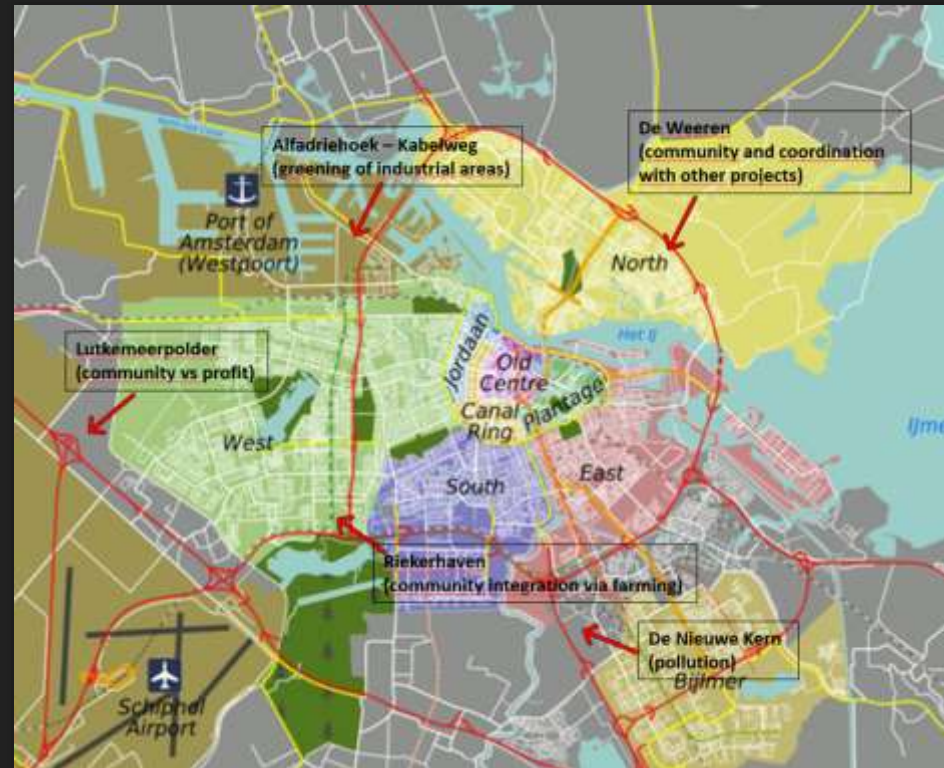 Alfadriehoek – Kabelweg
(greening of industrial areas)
De Weeren
(community and coordination
with other projects)
Port of
Amsterdam
(Westpoort)
North
Lutkemeerpolder
(community vs profit)
Jordaan
Het IJ
Old
Centre
Plantage
Canal
Ring
West
IJme
South
East
Riekerhaven
(community integration via farming)
De Nieuwe Kern
(pollution)
Bijlmer
Schiphol
Airport